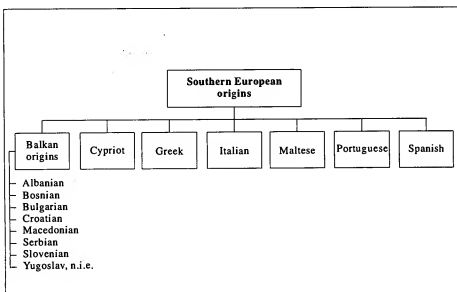 Southern European
origins
Balkan
origins
Cypriot
Greek
Italian
Maltese
Portuguese
Spanish
Albanian
Bosnian
Bulgarian
Croatian
Macedonian
Serbian
Slovenian
Yugoslav, n.i.e.